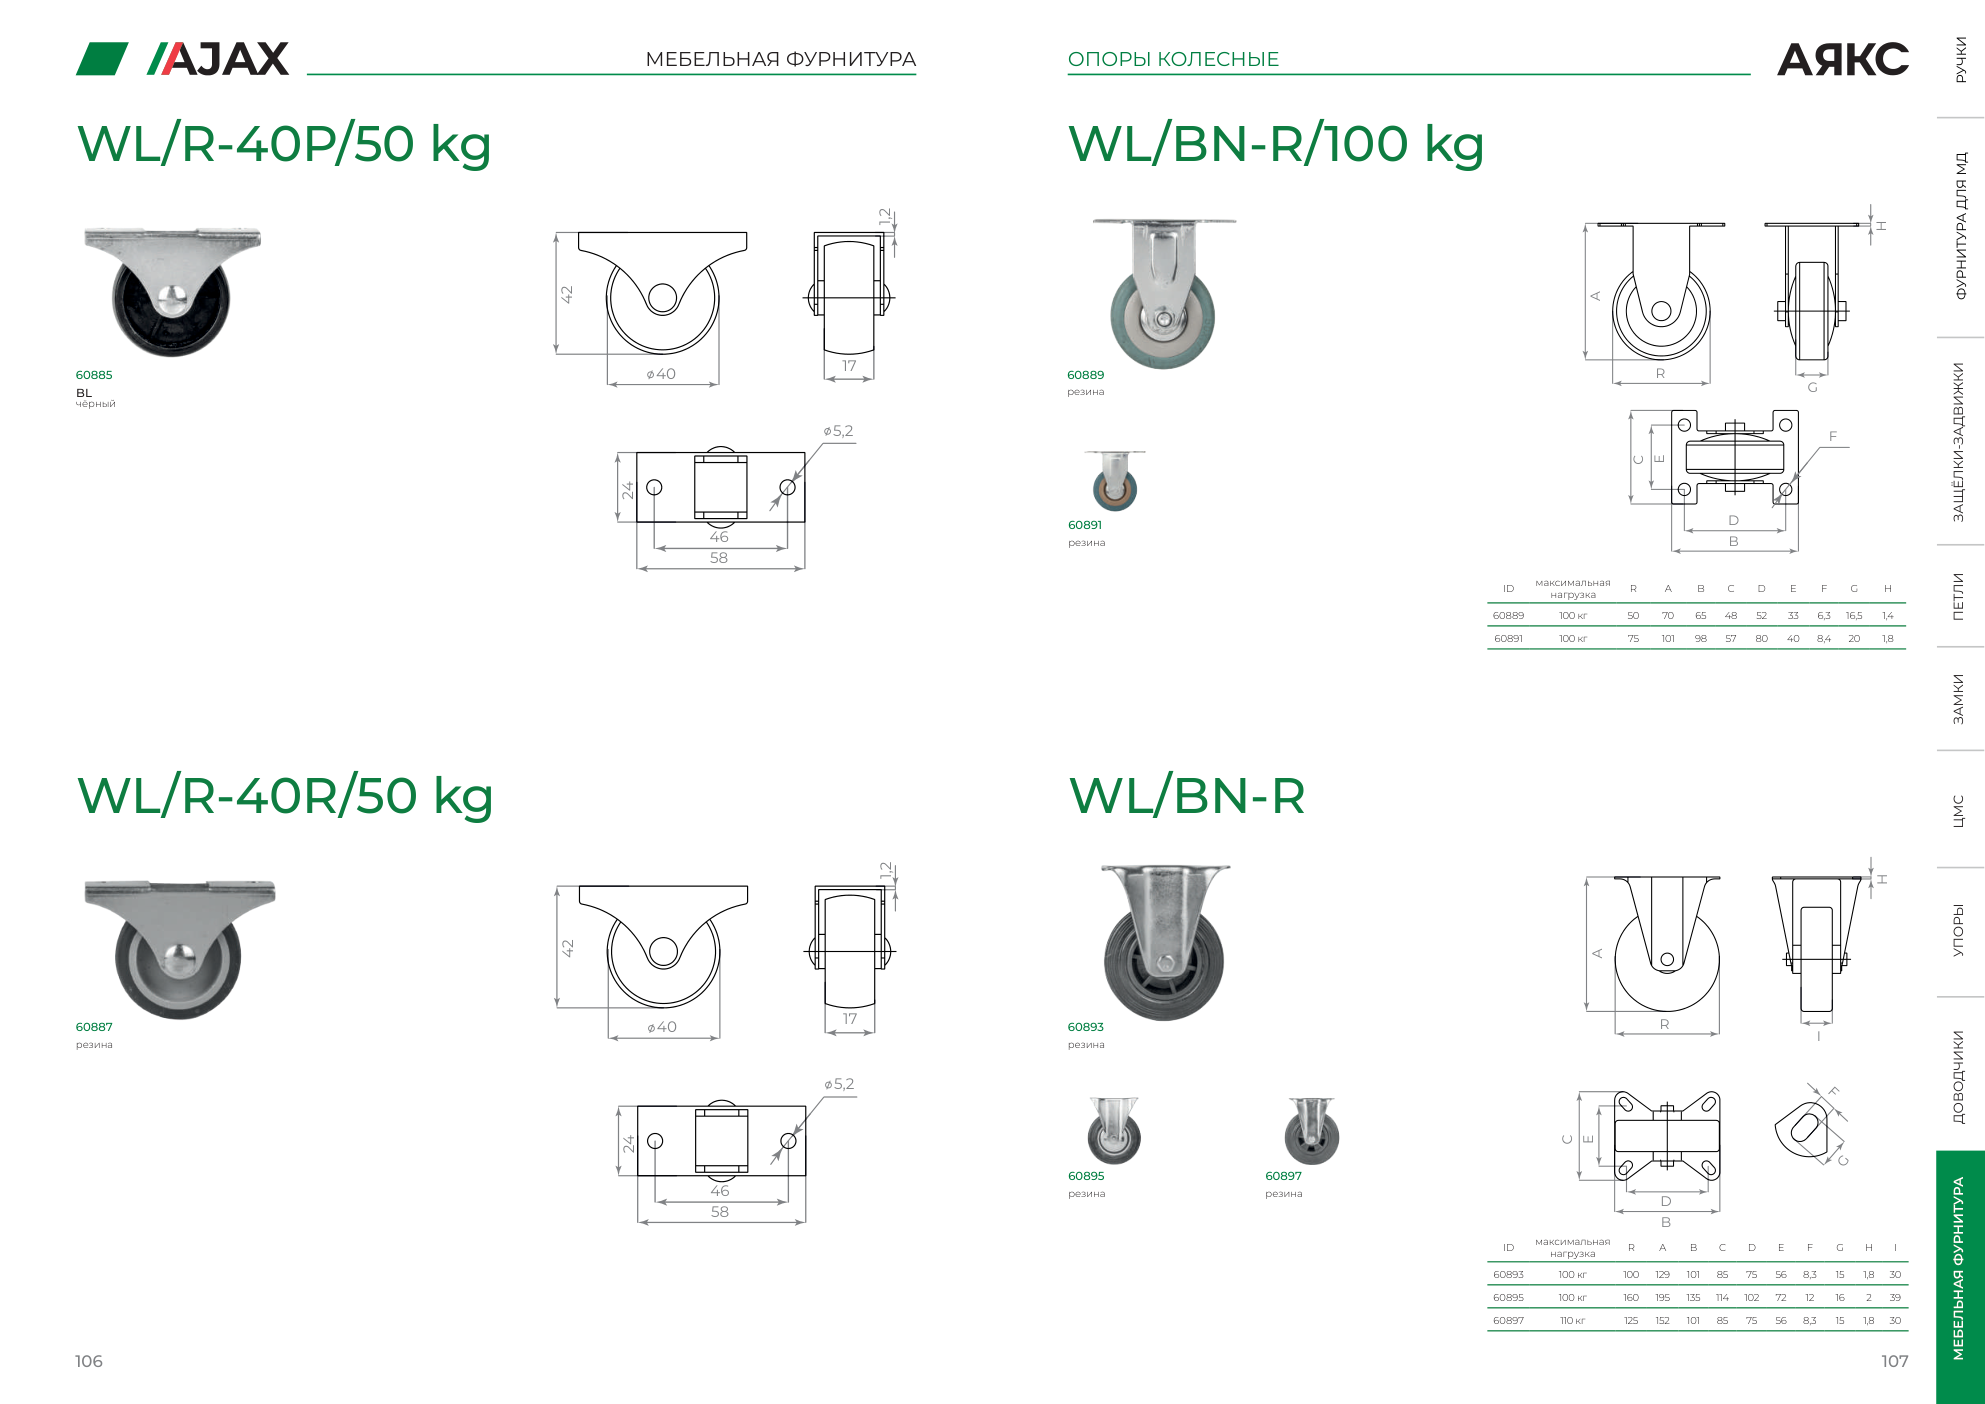 AJAX
МЕБЕЛЬНАЯ ФУРНИТУРА
WL/R-40P/50 kg
42
⌀40
1,2
17
60885
BL
чёрный
⌀5,2
24
46
58
WL/R-40R/50 kg
42
⌀40
1,2
17
60887
резина
⌀5,2
24
46
58
106
ОПОРЫ КОЛЕСНЫЕ
АЯКС
WL/BN-R/100 kg
A
R
H
G
60889
резина
60891
резина
C
E
F
D
B
ID максимальная нагрузка R A B C D E F G H
60889 100 кг 50 70 65 48 52 33 6,3 16,5 1,4
60891 100 кг 75 101 98 57 80 40 8,4 20 1,8
WL/BN-R
A
R
H
I
60893
резина
60895
резина
60897
резина
C
E
D
B
F
G
ID максимальная нагрузка R A B C D E F G H I
60893 100 кг 100 129 101 85 75 56 8,3 15 1,8 30
60895 100 кг 160 195 135 114 102 72 12 16 2 39
60897 110 кг 125 152 101 85 75 56 8,3 15 1,8 30
107
РУЧКИ
ФУРНИТУРА ДЛЯ МД
ЗАЩЁЛКИ-ЗАДВИЖКИ
ПЕТЛИ
ЗАМКИ
ЦМС
УПОРЫ
ДОВОДЧИКИ
МЕБЕЛЬНАЯ ФУРНИТУРА